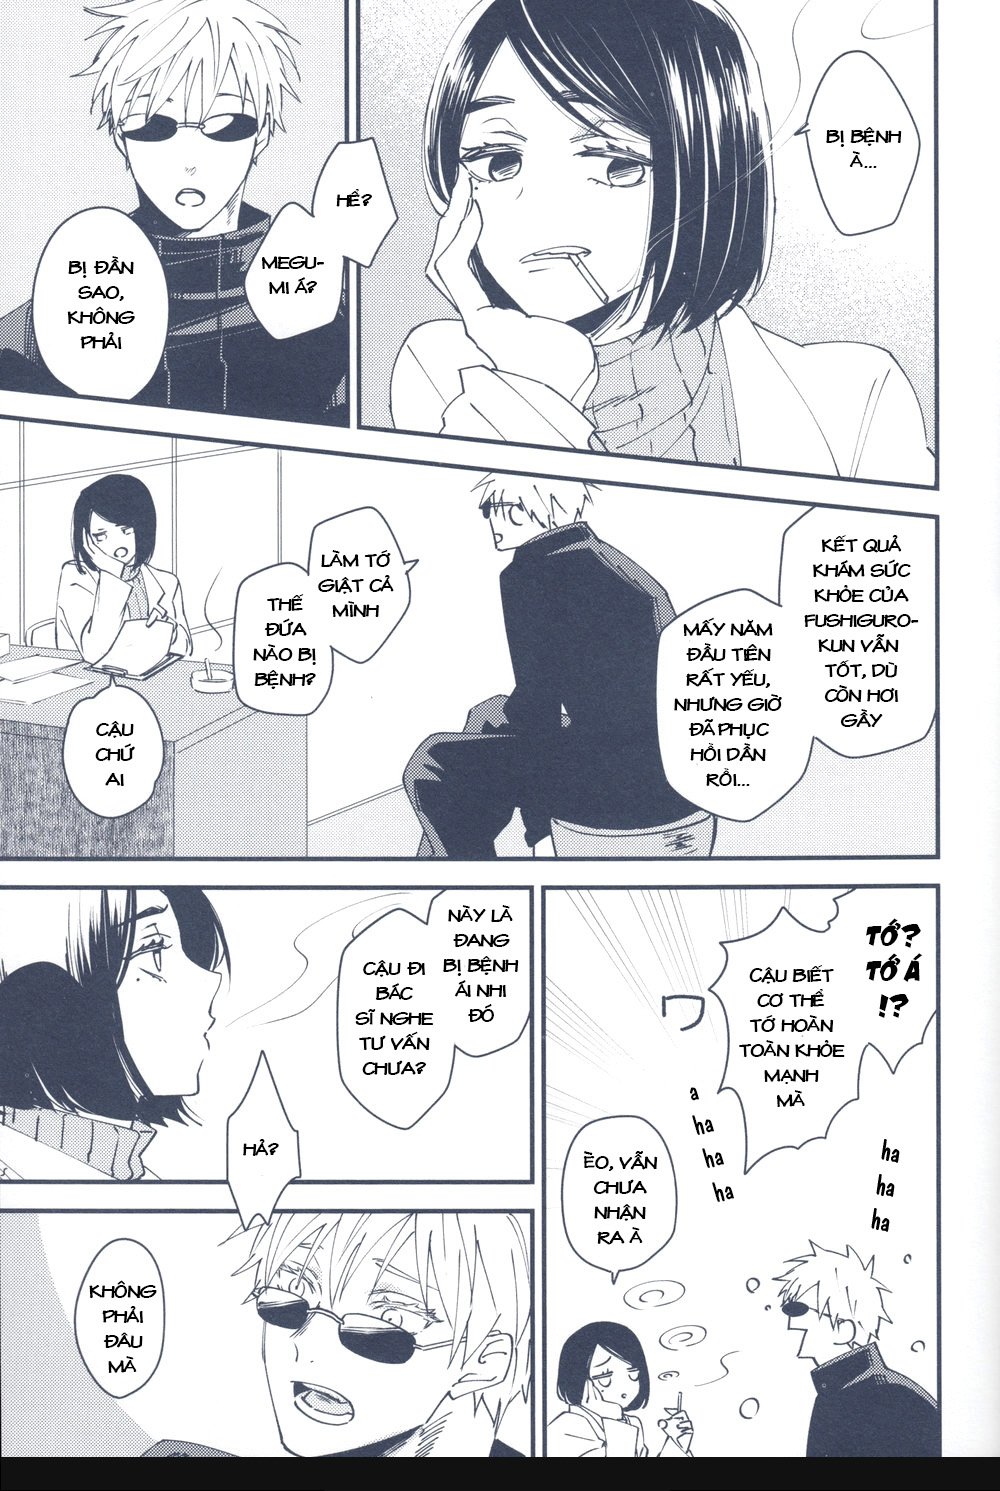 BỊ BỆNH
À...
HỂ?
MEGU-
MI Á?
BỊ ĐẦN
SAO,
KHÔNG
PHẢI
KẾT QUẢ
KHÁM SỨC
KHỎE CỦA
FUSHIGURO-
KUN VẪN
TỐT, DÙ
CÒN HƠI
GẦY
MẤY NĂM
ĐẦU TIÊN
RẤT YẾU,
NHƯNG GIỜ
ĐÃ PHỤC
HỒI DẦN
RỒI...
LÀM TỚ
GIẬT CẢ
MÌNH
THẾ
ĐỨA
NÀO BỊ
BỆNH?
CẬU
CHỨ
AI
TỚ?
TỚ Á
!?
CẬU BIẾT
CƠ THỂ
TỚ HOÀN
TOÀN KHỎE
MẠNH
MÀ
ワ
a
ha
ha
ha
ha
ha
ha
ÈO, VẪN
CHƯA
NHẬN
RA À
NÀY LÀ
ĐANG
BỊ BỆNH
ÁI NHI
ĐÓ
CẬU ĐI
BÁC
SĨ NGHE
TƯ VẤN
CHƯA?
HẢ?
KHÔNG
PHẢI
ĐÂU
MÀ